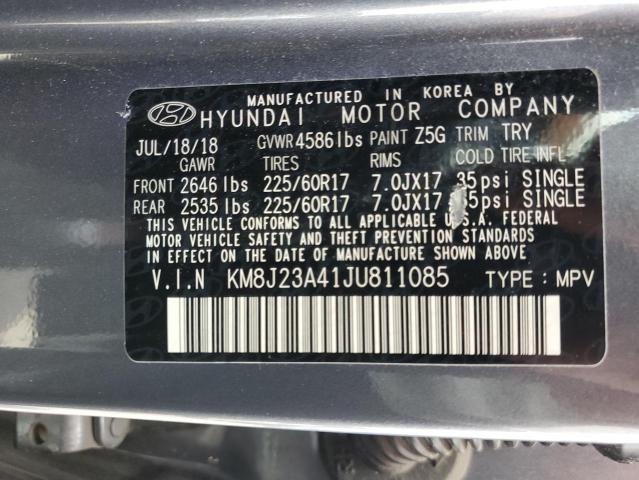 MANUFACTURED IN KOREA BY
HYUNDAI MOTOR COMPANY
JUL/18/18 GVWR 4586 lbs PAINT Z5G TRIM TRY
GAWR TIRES RIMS COLD TIRE INFL.
FRONT 2646 lbs 225/60R17 7.0JX17 35psi SINGLE
REAR 2535 lbs 225/60R17 7.0JX17 35psi SINGLE
THIS VEHICLE CONFORMS TO ALL APPLICABLE U.S.A. FEDERAL
MOTOR VEHICLE SAFETY AND THEFT PREVENTION STANDARDS
IN EFFECT ON THE DATE OF MANUFACTURE SHOWN ABOVE.
V.I.N KM8J23A41JU811085 TYPE : MPV